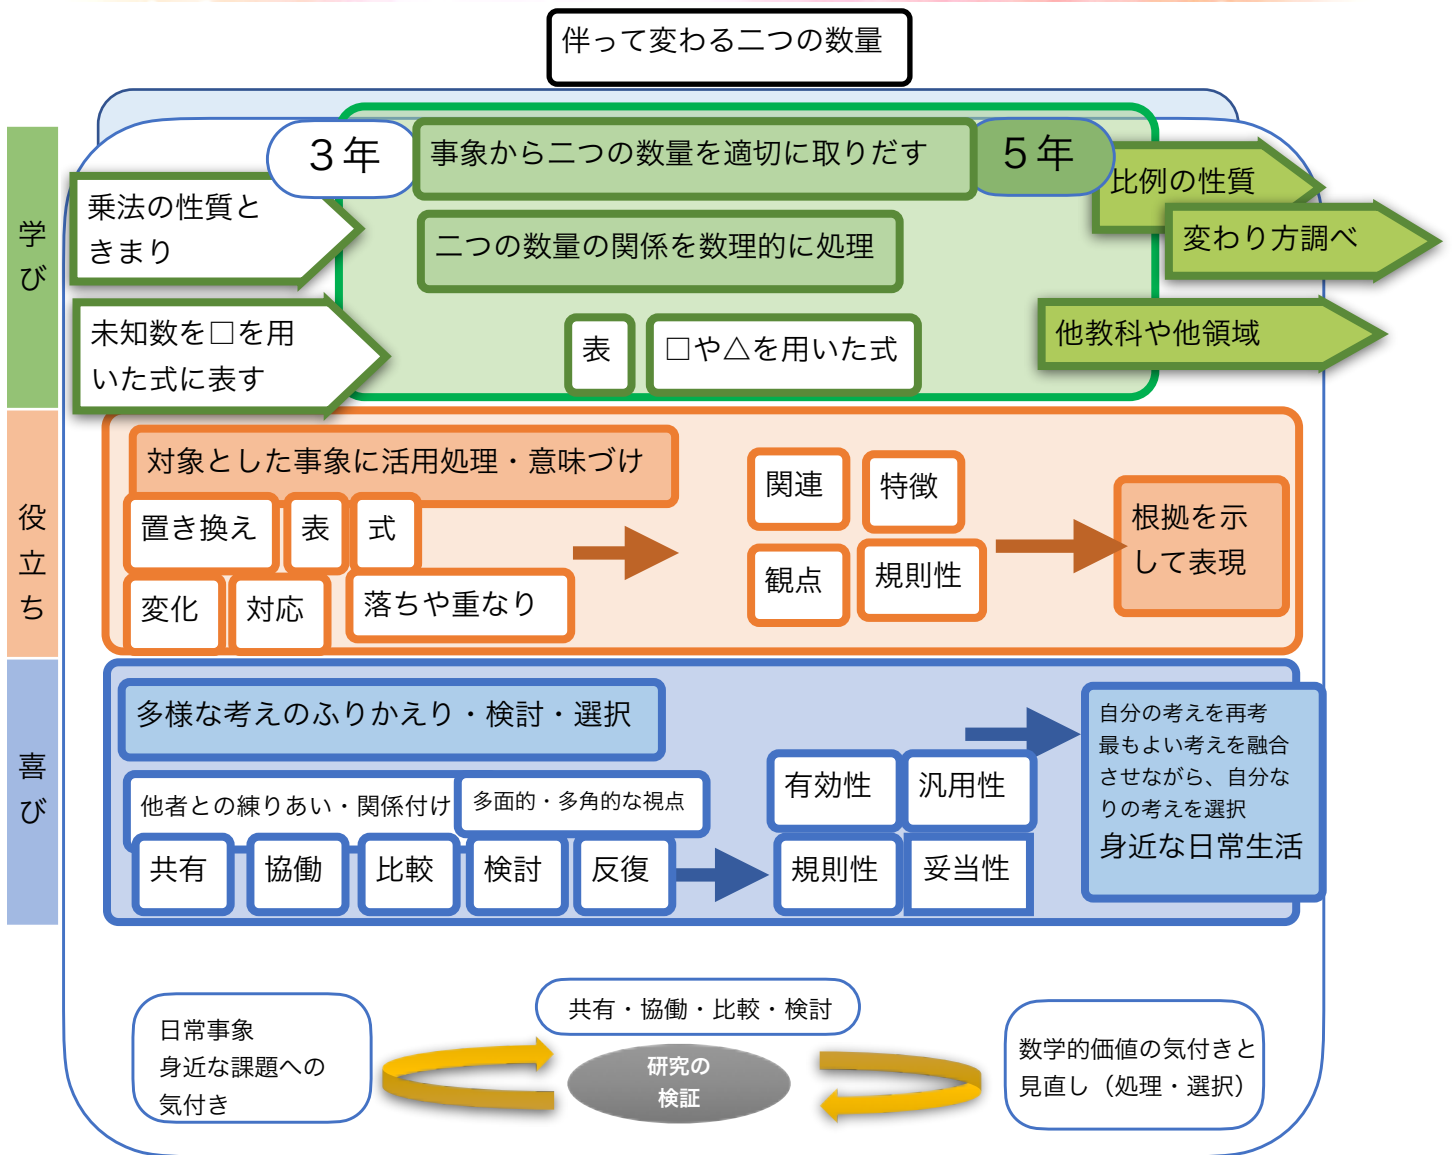 伴って変わる二つの数量
学び
３年
事象から二つの数量を適切に取りだす
５年
乗法の性質と
きまり
二つの数量の関係を数理的に処理
比例の性質
変わり方調べ
未知数を□を用
いた式に表す
表
□や△を用いた式
他教科や他領域
役立ち
対象とした事象に活用処理・意味づけ
置き換え
表
式
変化
対応
落ちや重なり
関連
特徴
観点
規則性
根拠を示
して表現
喜び
多様な考えのふりかえり・検討・選択
他者との練りあい・関係付け
多面的・多角的な視点
共有
協働
比較
検討
反復
有効性
汎用性
規則性
妥当性
自分の考えを再考
最もよい考えを融合
させながら、自分な
りの考えを選択
身近な日常生活
日常事象
身近な課題への
気付き
共有・協働・比較・検討
研究の
検証
数学的価値の気付きと
見直し（処理・選択）